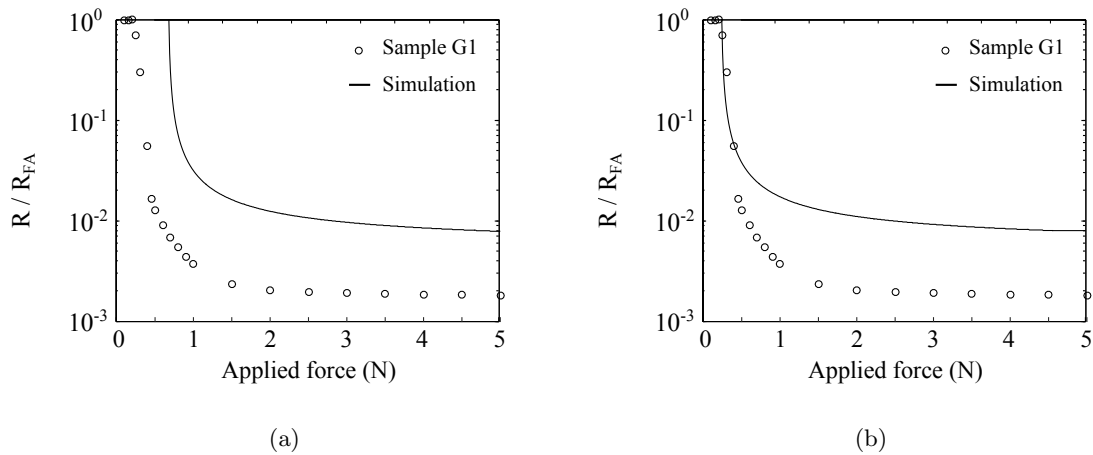 10^0
10^-1
10^-2
10^-3
R / R_FA
Sample G1
Simulation
0 1 2 3 4 5
Applied force (N)
(a)
10^0
10^-1
10^-2
10^-3
R / R_FA
Sample G1
Simulation
0 1 2 3 4 5
Applied force (N)
(b)